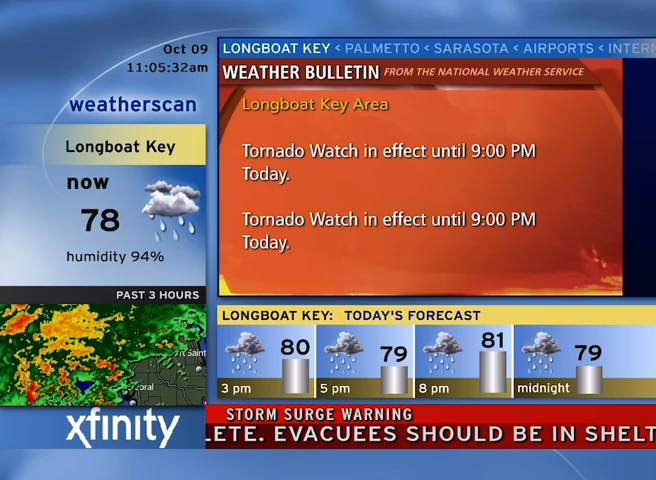 Oct 09
11:05:32am
weatherscan
Longboat Key
now
78
humidity 94%
PAST 3 HOURS
rt Saint
oral
xfinity
LONGBOAT KEY < PALMETTO < SARASOTA < AIRPORTS < INTERN
WEATHER BULLETIN FROM THE NATIONAL WEATHER SERVICE
Longboat Key Area
Tornado Watch in effect until 9:00 PM
Today.
Tornado Watch in effect until 9:00 PM
Today.
LONGBOAT KEY: TODAY'S FORECAST
80 79 81 79
3 pm 5 pm 8 pm midnight
STORM SURGE WARNING
LETE. EVACUEES SHOULD BE IN SHELT